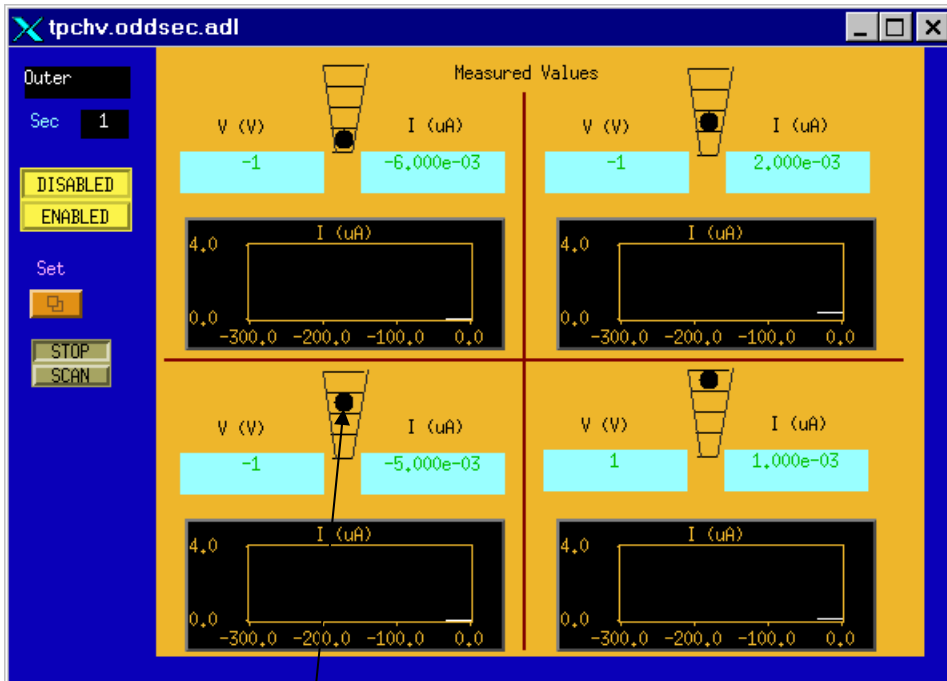 tpchv.oddsec.adl
Outer
Sec 1
DISABLED
ENABLED
Set
STOP
SCAN
Measured Values
V (V) I (uA)
-1 -6.000e-03
I (uA)
4.0
0.0
-300.0 -200.0 -100.0 0.0
V (V) I (uA)
-1 2.000e-03
I (uA)
4.0
0.0
-300.0 -200.0 -100.0 0.0
V (V) I (uA)
-1 -5.000e-03
I (uA)
4.0
0.0
-300.0 -200.0 -100.0 0.0
V (V) I (uA)
1 1.000e-03
I (uA)
4.0
0.0
-300.0 -200.0 -100.0 0.0